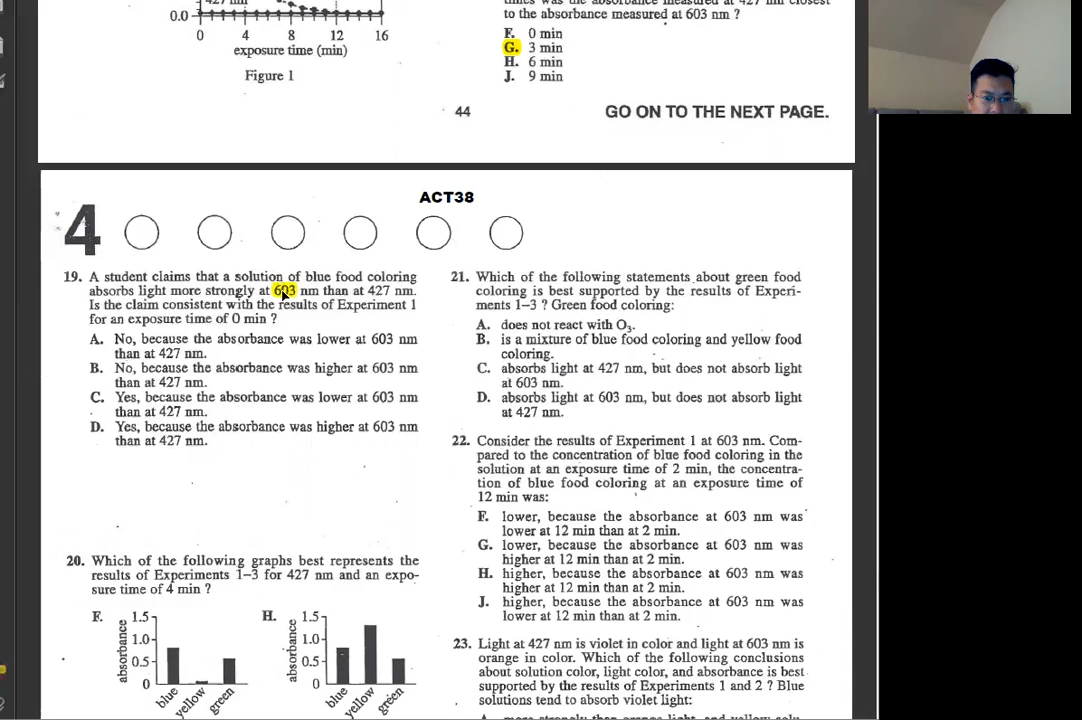 427 nm
0.0
0 4 8 12 16
exposure time (min)
Figure 1
times was the absorbance measured at 427 nm closest
to the absorbance measured at 603 nm ?
F. 0 min
G. 3 min
H. 6 min
J. 9 min
44
GO ON TO THE NEXT PAGE.
ACT38
4
19. A student claims that a solution of blue food coloring
absorbs light more strongly at 603 nm than at 427 nm.
Is the claim consistent with the results of Experiment 1
for an exposure time of 0 min ?
A. No, because the absorbance was lower at 603 nm
than at 427 nm.
B. No, because the absorbance was higher at 603 nm
than at 427 nm.
C. Yes, because the absorbance was lower at 603 nm
than at 427 nm.
D. Yes, because the absorbance was higher at 603 nm
than at 427 nm.
20. Which of the following graphs best represents the
results of Experiments 1–3 for 427 nm and an expo-
sure time of 4 min ?
F.
absorbance
1.5
1.0
0.5
0
blue
yellow
green
H.
absorbance
1.5
1.0
0.5
0
blue
yellow
green
21. Which of the following statements about green food
coloring is best supported by the results of Experi-
ments 1–3 ? Green food coloring:
A. does not react with O₃.
B. is a mixture of blue food coloring and yellow food
coloring.
C. absorbs light at 427 nm, but does not absorb light
at 603 nm.
D. absorbs light at 603 nm, but does not absorb light
at 427 nm.
22. Consider the results of Experiment 1 at 603 nm. Com-
pared to the concentration of blue food coloring in the
solution at an exposure time of 2 min, the concentra-
tion of blue food coloring at an exposure time of
12 min was:
F. lower, because the absorbance at 603 nm was
lower at 12 min than at 2 min.
G. lower, because the absorbance at 603 nm was
higher at 12 min than at 2 min.
H. higher, because the absorbance at 603 nm was
higher at 12 min than at 2 min.
J. higher, because the absorbance at 603 nm was
lower at 12 min than at 2 min.
23. Light at 427 nm is violet in color and light at 603 nm is
orange in color. Which of the following conclusions
about solution color, light color, and absorbance is best
supported by the results of Experiments 1 and 2 ? Blue
solutions tend to absorb violet light:
A. more strongly than orange light, and yellow solu-